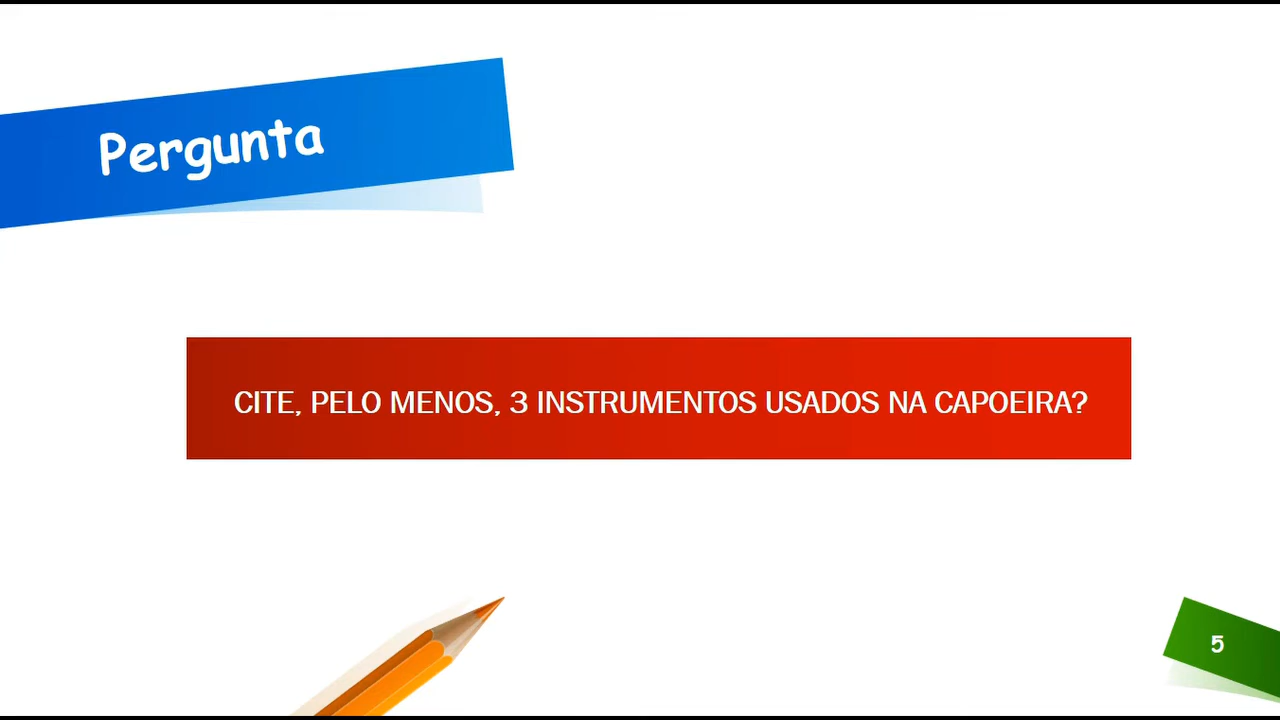 Pergunta
CITE, PELO MENOS, 3 INSTRUMENTOS USADOS NA CAPOEIRA?
5